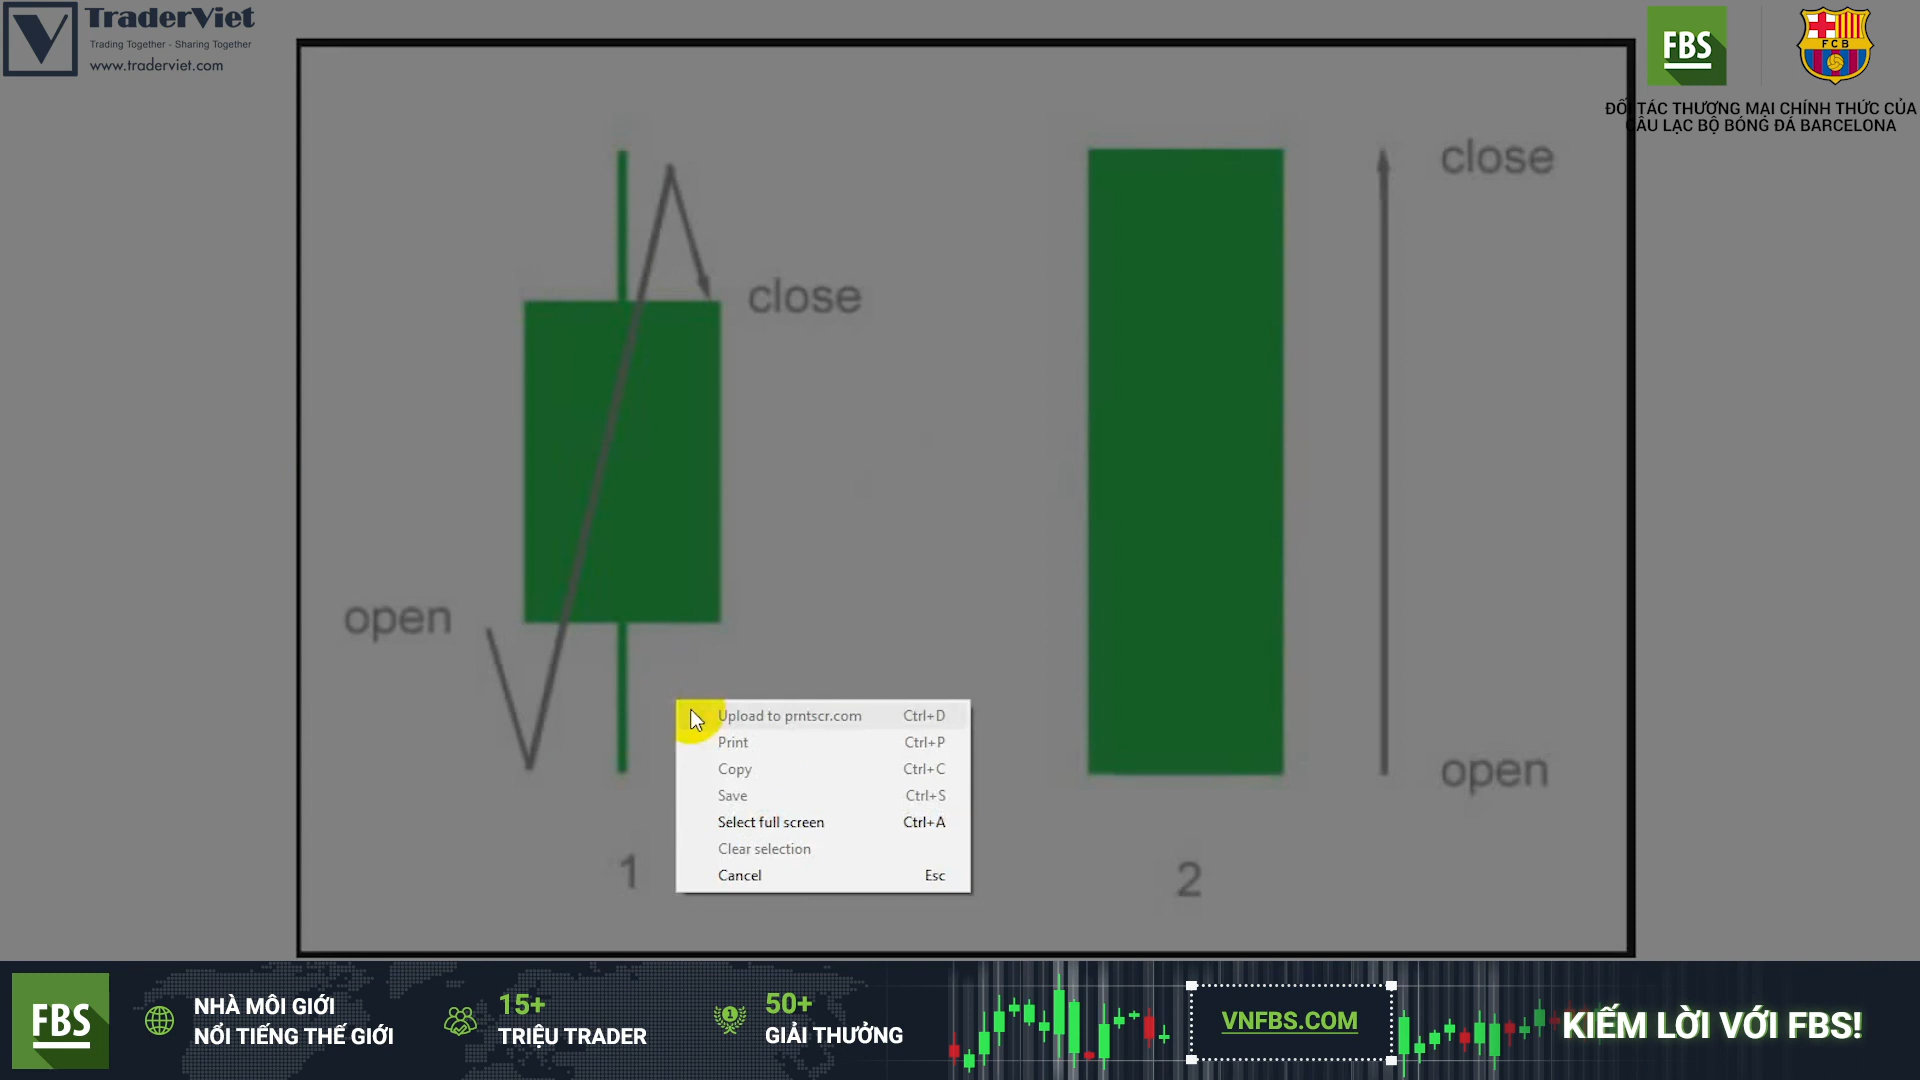 TraderViet
Trading Together - Sharing Together
www.traderviet.com
FBS
FCB
ĐỐI TÁC THƯƠNG MẠI CHÍNH THỨC CỦA
CÂU LẠC BỘ BÓNG ĐÁ BARCELONA
close
close
open
open
1
2
Upload to prntscr.com Ctrl+D
Print Ctrl+P
Copy Ctrl+C
Save Ctrl+S
Select full screen Ctrl+A
Clear selection
Cancel Esc
FBS
NHÀ MÔI GIỚI
NỔI TIẾNG THẾ GIỚI
15+
TRIỆU TRADER
1
50+
GIẢI THƯỞNG
VNFBS.COM
KIẾM LỜI VỚI FBS!